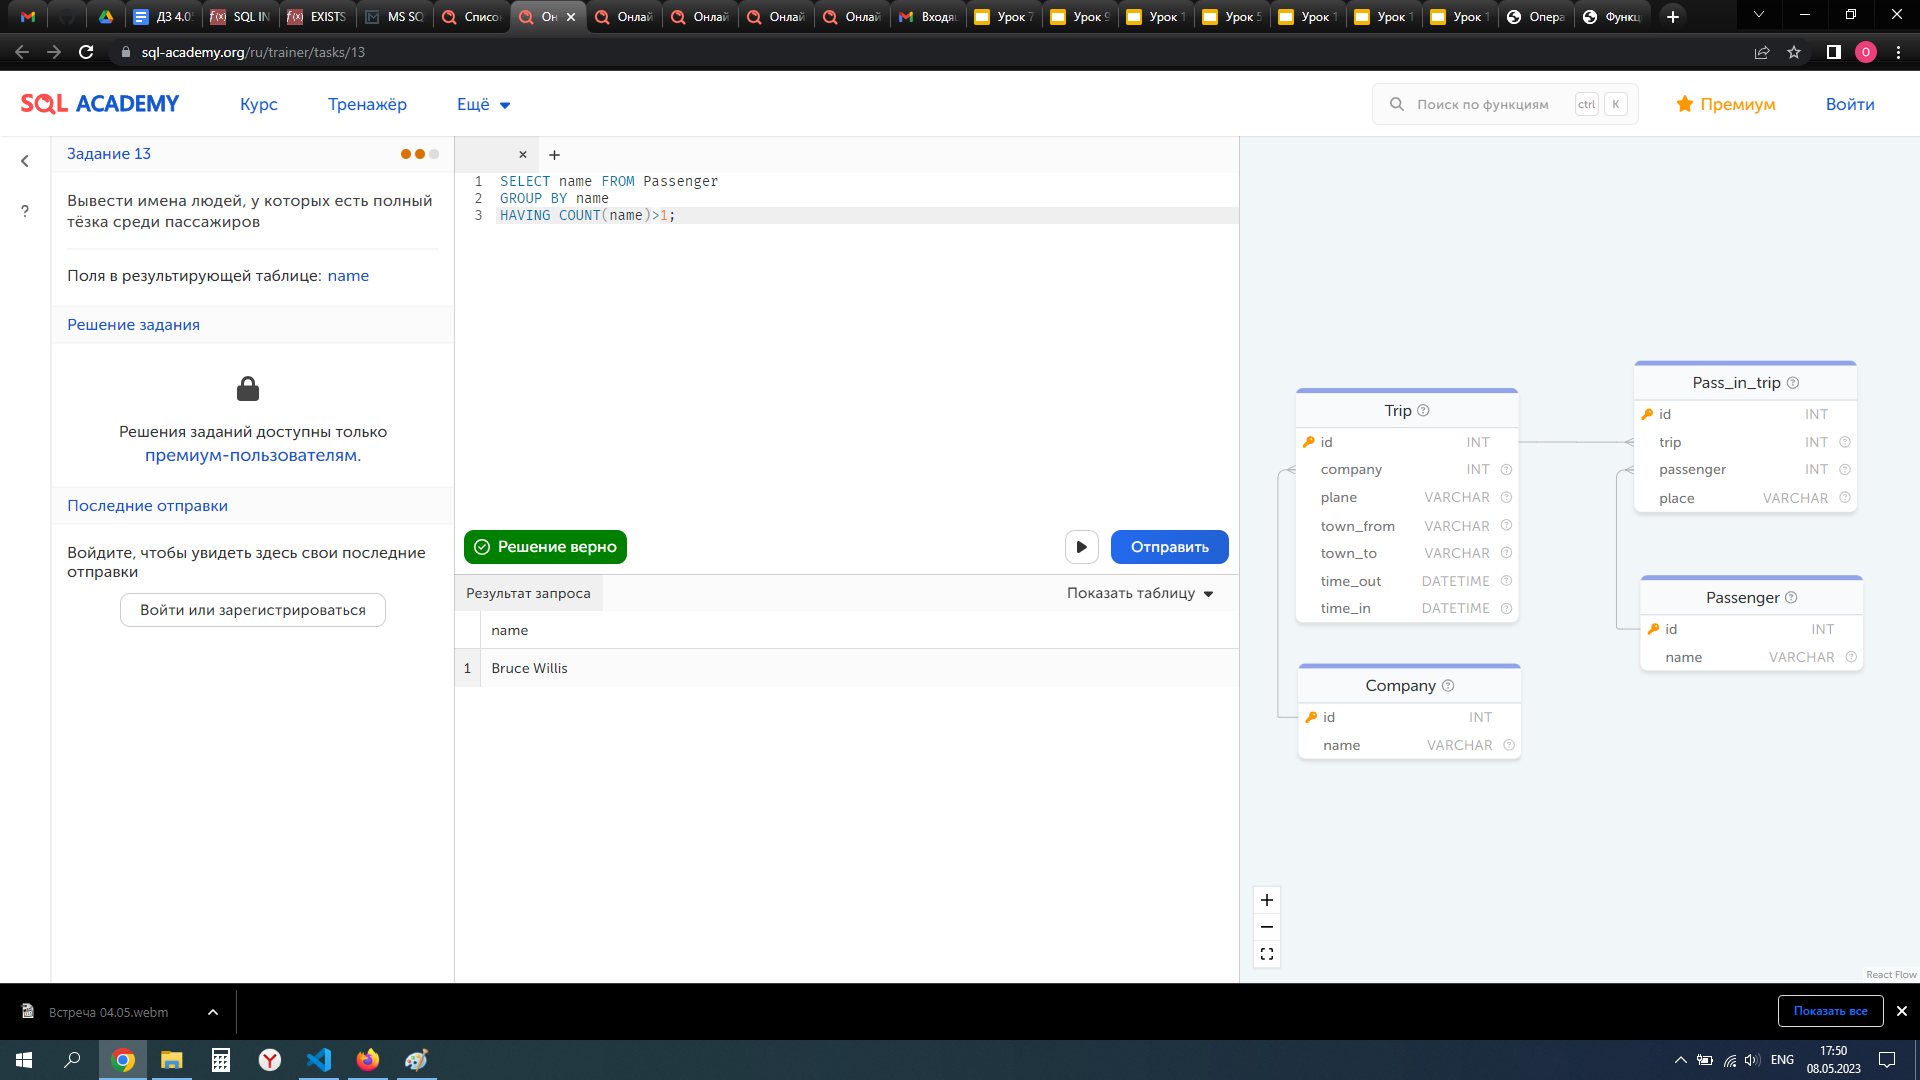 ДЗ 4.0
SQL IN
EXISTS
MS SQ
Списо
Он
Онлай
Онлай
Онлай
Онлай
Входя
Урок 7
Урок 9
Урок 1
Урок 5
Урок 1
Урок 1
Урок 1
Опера
Функц
sql-academy.org/ru/trainer/tasks/13
SQL ACADEMY
Курс
Тренажёр
Ещё
Поиск по функциям
ctrl
K
Премиум
Войти
?
Задание 13
Вывести имена людей, у которых есть полный
тёзка среди пассажиров
Поля в результирующей таблице: name
Решение задания
Решения заданий доступны только
премиум-пользователям.
Последние отправки
Войдите, чтобы увидеть здесь свои последние
отправки
Войти или зарегистрироваться
1 SELECT name FROM Passenger
2 GROUP BY name
3 HAVING COUNT(name)>1;
Решение верно
Отправить
Результат запроса
Показать таблицу
name
1 Bruce Willis
Trip
id INT
company INT
plane VARCHAR
town_from VARCHAR
town_to VARCHAR
time_out DATETIME
time_in DATETIME
Company
id INT
name VARCHAR
Pass_in_trip
id INT
trip INT
passenger INT
place VARCHAR
Passenger
id INT
name VARCHAR
React Flow
Встреча 04.05.webm
Показать все
ENG
17:50
08.05.2023